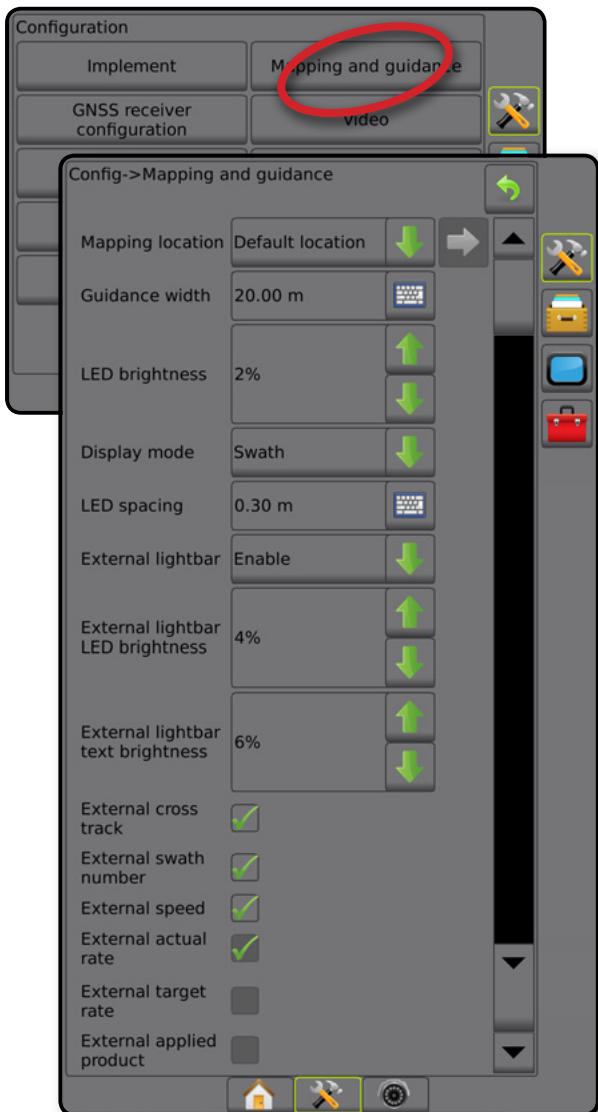 Configuration
Implement
Mapping and guidance
GNSS receiver
configuration
Video
Config->Mapping and guidance
Mapping location
Default location
Guidance width
20.00 m
LED brightness
2%
Display mode
Swath
LED spacing
0.30 m
External lightbar
Enable
External lightbar
LED brightness
4%
External lightbar
text brightness
6%
External cross
track
External swath
number
External speed
External actual
rate
External target
rate
External applied
product